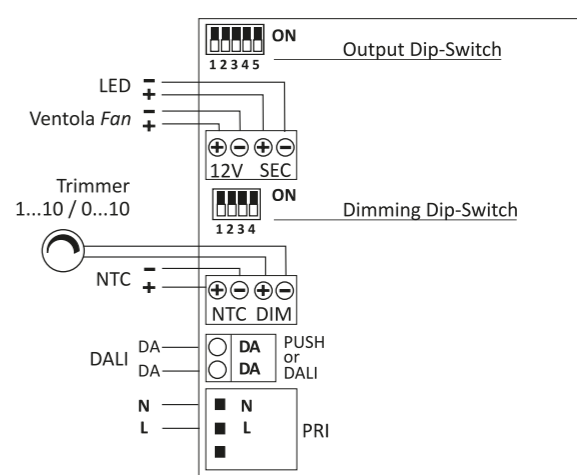 ON
1 2 3 4 5
Output Dip-Switch
LED - +
Ventola Fan - +
+ - + -
12V SEC
Trimmer
1...10 / 0...10
ON
1 2 3 4
Dimming Dip-Switch
NTC - +
+ - + -
NTC DIM
DALI
DA
DA
DA
DA
PUSH
or
DALI
N
L
N
L
PRI